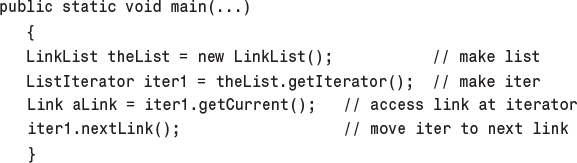 public static void main(...)
{
LinkList theList = new LinkList(); // make list
ListIterator iter1 = theList.getIterator(); // make iter
Link aLink = iter1.getCurrent(); // access link at iterator
iter1.nextLink(); // move iter to next link
}